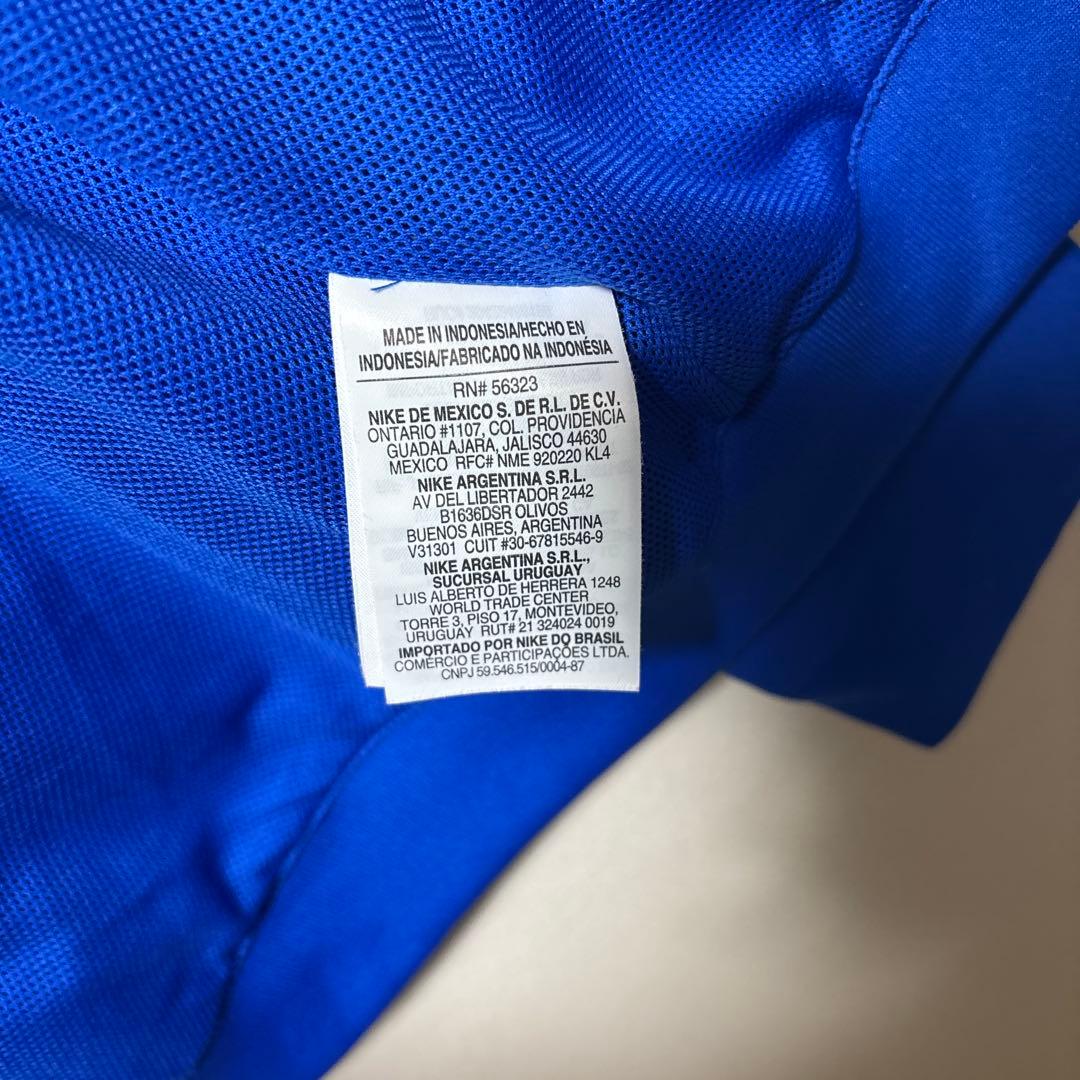 MADE IN INDONESIA/HECHO EN
INDONESIA/FABRICADO NA INDONÉSIA
RN# 56323
NIKE DE MEXICO S. DE R.L. DE C.V.
ONTARIO #1107, COL. PROVIDENCIA
GUADALAJARA, JALISCO 44630
MEXICO RFC# NME 920220 KL4
NIKE ARGENTINA S.R.L.
AV DEL LIBERTADOR 2442
B1636DSR OLIVOS
BUENOS AIRES, ARGENTINA
V31301 CUIT #30-67815546-9
NIKE ARGENTINA S.R.L.,
SUCURSAL URUGUAY
LUIS ALBERTO DE HERRERA 1248
WORLD TRADE CENTER
TORRE 3, PISO 17, MONTEVIDEO,
URUGUAY RUT# 21 324024 0019
IMPORTADO POR NIKE DO BRASIL
COMÉRCIO E PARTICIPAÇÕES LTDA.
CNPJ 59.546.515/0004-87